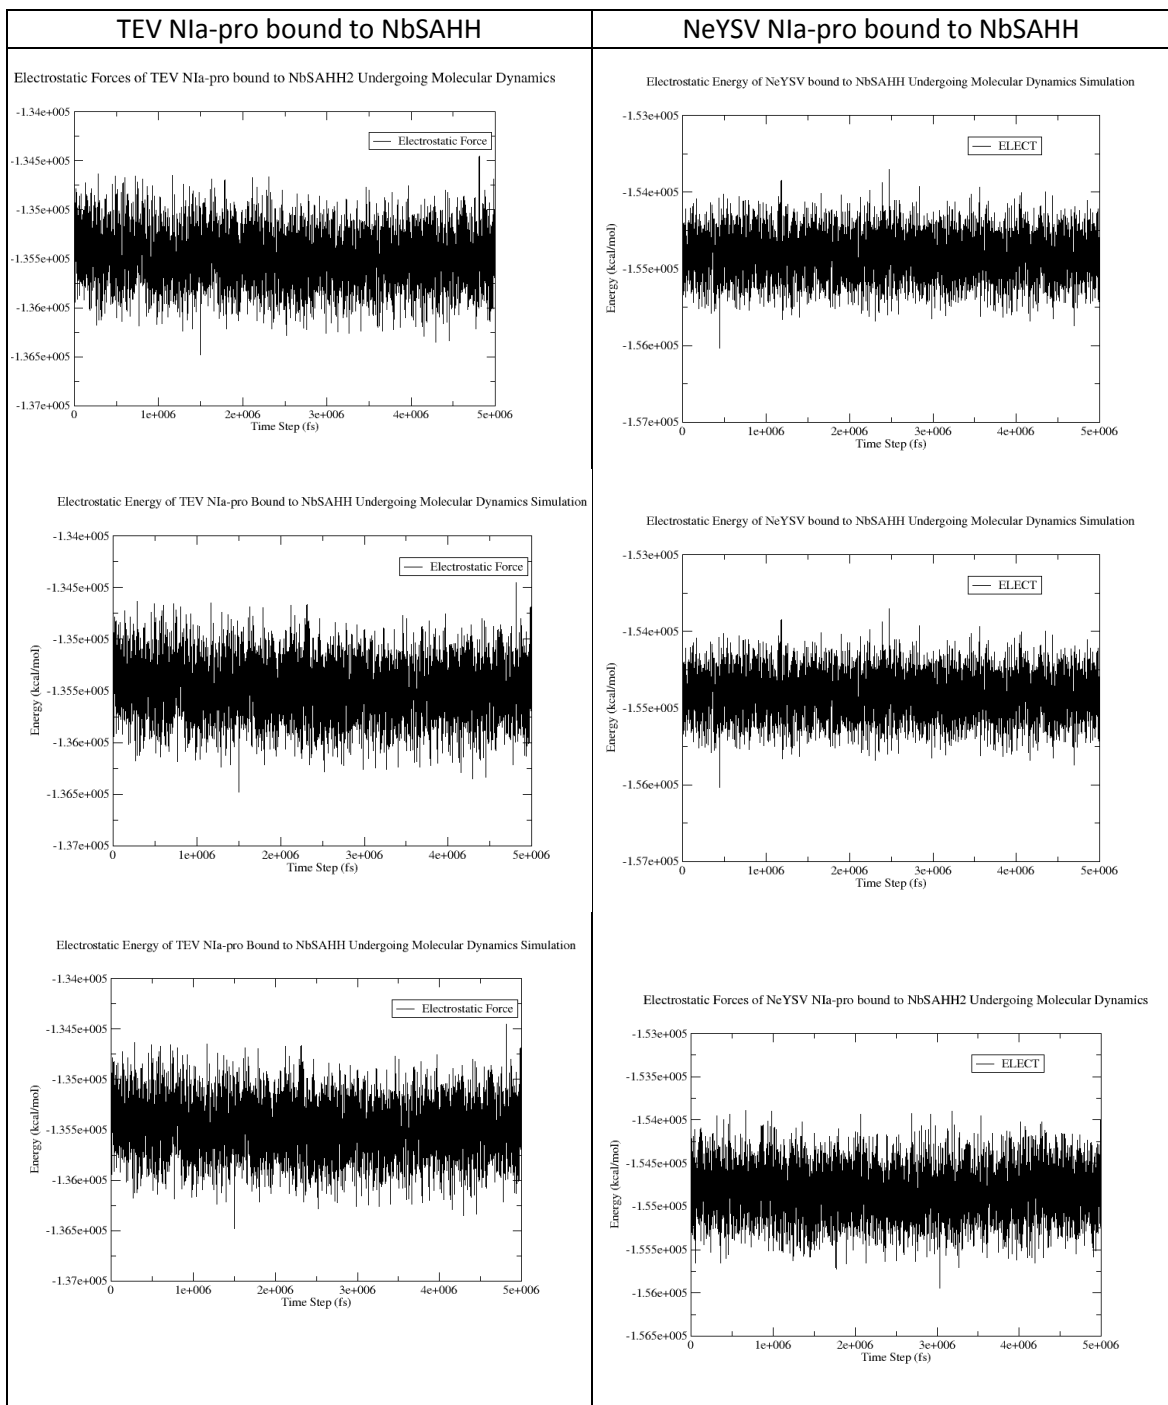 TEV NIa-pro bound to NbSAHH
NeYSV NIa-pro bound to NbSAHH
Electrostatic Forces of TEV NIa-pro bound to NbSAHH2 Undergoing Molecular Dynamics
-1.34e+005
Electrostatic Force
-1.345e+005
-1.35e+005
-1.355e+005
-1.36e+005
-1.365e+005
-1.37e+005
0 1e+006 2e+006 3e+006 4e+006 5e+006
Time Step (fs)
Electrostatic Energy of NeYSV bound to NbSAHH Undergoing Molecular Dynamics Simulation
-1.53e+005
ELECT
-1.54e+005
Energy (kcal/mol)
-1.55e+005
-1.56e+005
-1.57e+005
0 1e+006 2e+006 3e+006 4e+006 5e+006
Time Step (fs)
Electrostatic Energy of TEV NIa-pro Bound to NbSAHH Undergoing Molecular Dynamics Simulation
-1.34e+005
Electrostatic Force
-1.345e+005
-1.35e+005
Energy (kcal/mol)
-1.355e+005
-1.36e+005
-1.365e+005
-1.37e+005
0 1e+006 2e+006 3e+006 4e+006 5e+006
Time Step (fs)
Electrostatic Energy of NeYSV bound to NbSAHH Undergoing Molecular Dynamics Simulation
-1.53e+005
ELECT
-1.54e+005
Energy (kcal/mol)
-1.55e+005
-1.56e+005
-1.57e+005
0 1e+006 2e+006 3e+006 4e+006 5e+006
Time Step (fs)
Electrostatic Energy of TEV NIa-pro Bound to NbSAHH Undergoing Molecular Dynamics Simulation
-1.34e+005
Electrostatic Force
-1.345e+005
-1.35e+005
Energy (kcal/mol)
-1.355e+005
-1.36e+005
-1.365e+005
-1.37e+005
0 1e+006 2e+006 3e+006 4e+006 5e+006
Time Step (fs)
Electrostatic Forces of NeYSV NIa-pro bound to NbSAHH2 Undergoing Molecular Dynamics
-1.53e+005
ELECT
-1.535e+005
-1.54e+005
-1.545e+005
Energy (kcal/mol)
-1.55e+005
-1.555e+005
-1.56e+005
-1.565e+005
0 1e+006 2e+006 3e+006 4e+006 5e+006
Time Step (fs)